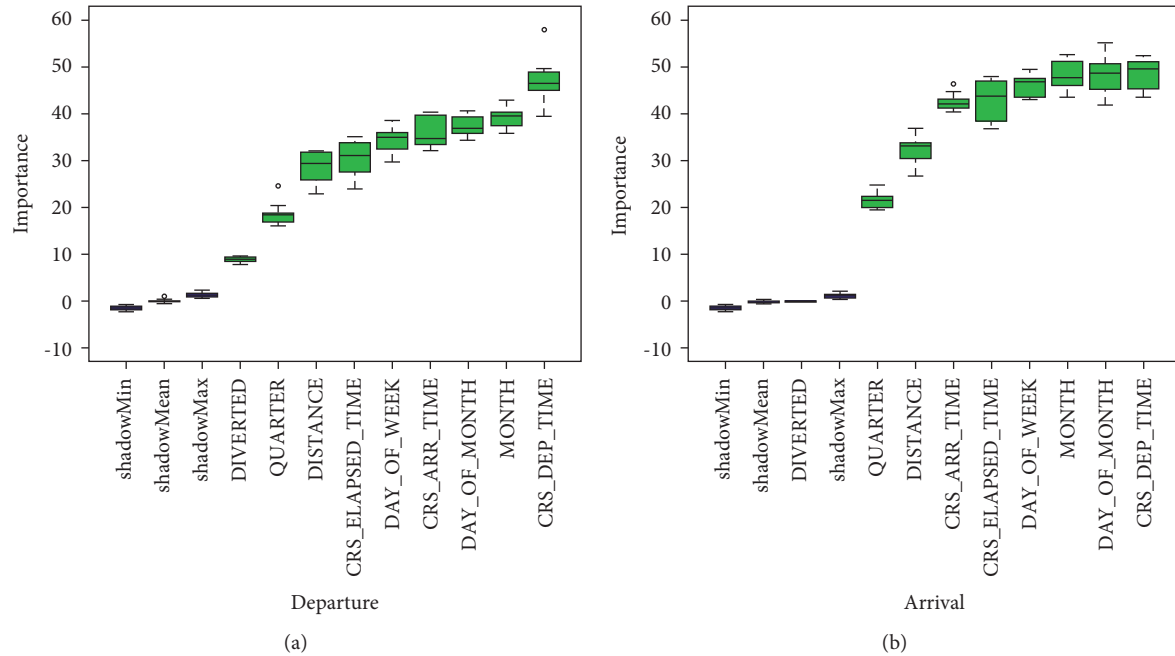 60
50
40
30
20
10
0
-10
Importance
shadowMin
shadowMean
shadowMax
DIVERTED
QUARTER
DISTANCE
CRS_ELAPSED_TIME
DAY_OF_WEEK
CRS_ARR_TIME
DAY_OF_MONTH
MONTH
CRS_DEP_TIME
Departure
(a)
60
50
40
30
20
10
0
-10
Importance
shadowMin
shadowMean
DIVERTED
shadowMax
QUARTER
DISTANCE
CRS_ARR_TIME
CRS_ELAPSED_TIME
DAY_OF_WEEK
MONTH
DAY_OF_MONTH
CRS_DEP_TIME
Arrival
(b)